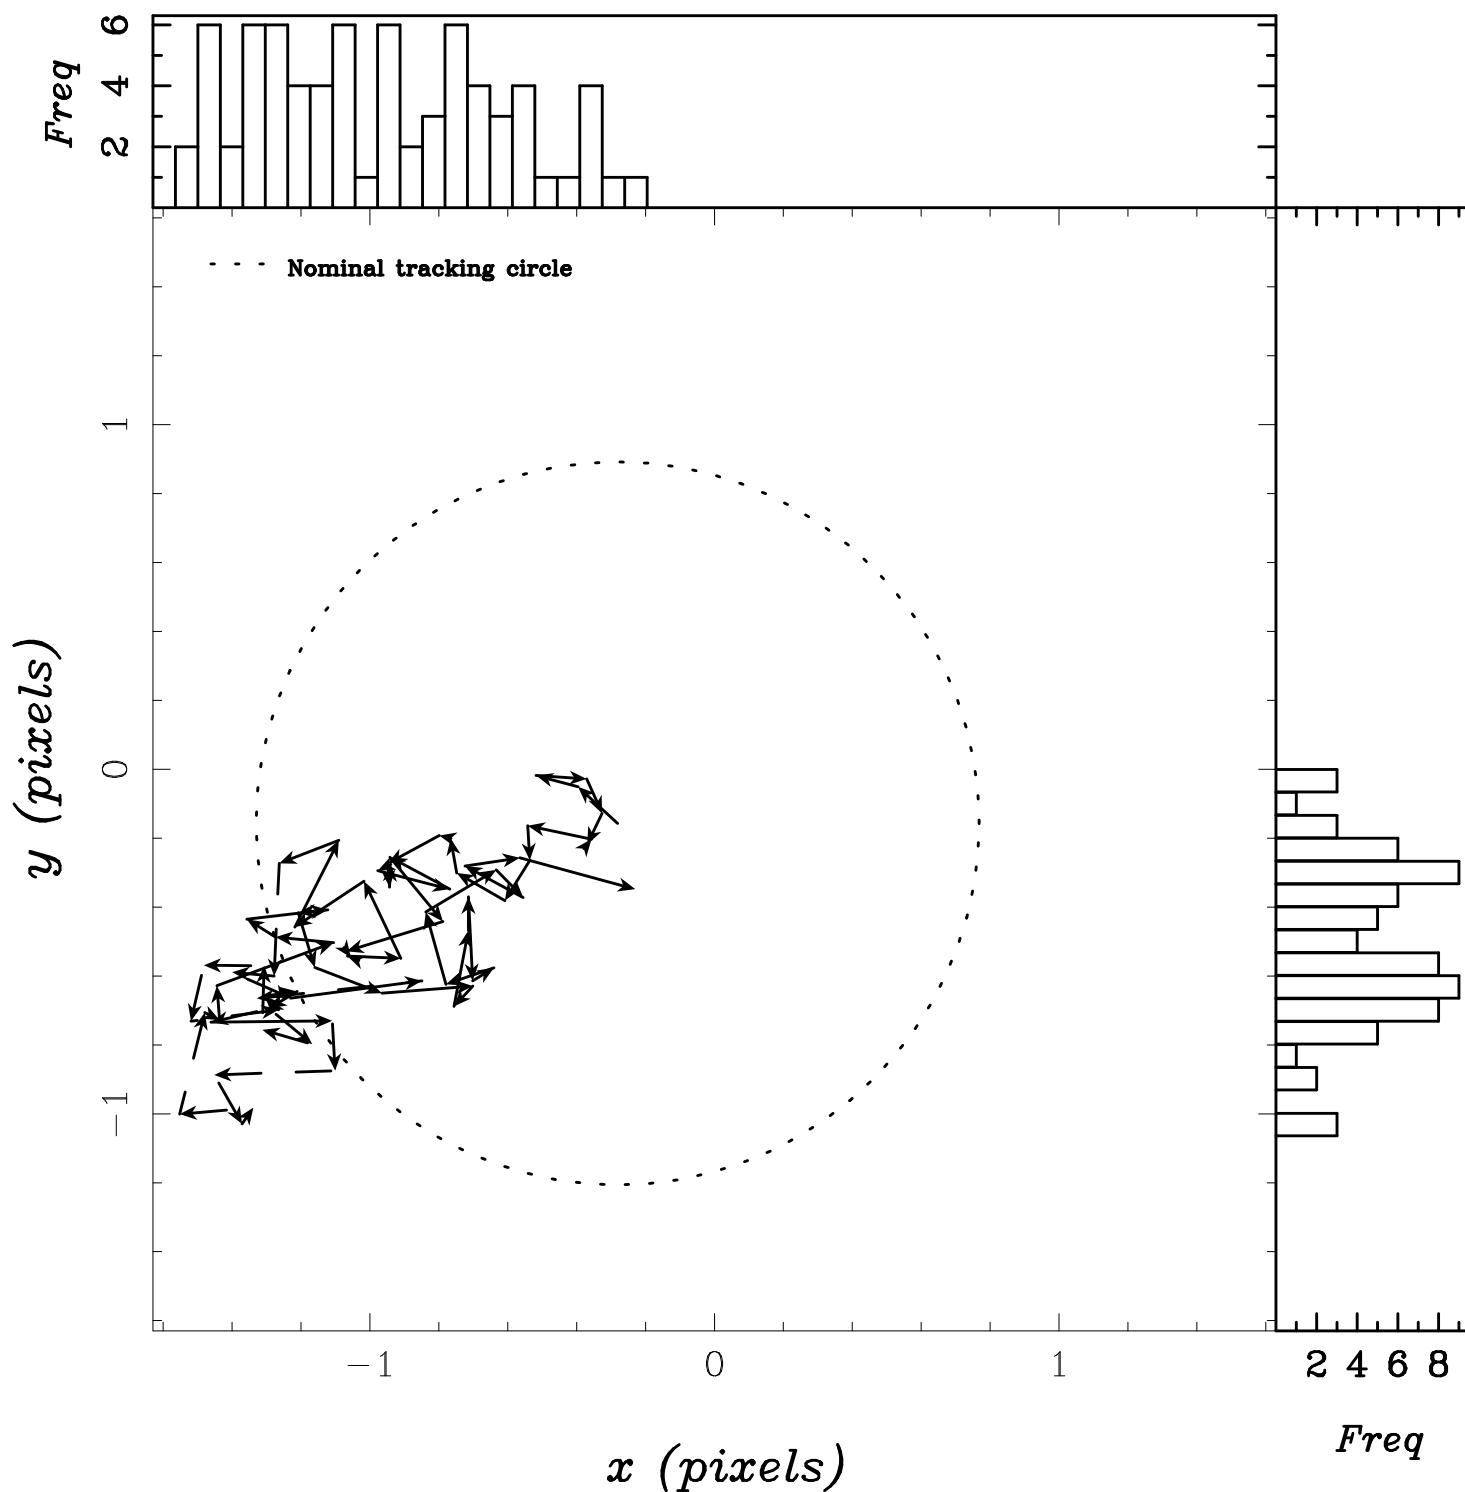 Freq
2 4 6
Nominal tracking circle
y (pixels)
1
0
−1
−1 0 1
x (pixels)
2 4 6 8
Freq